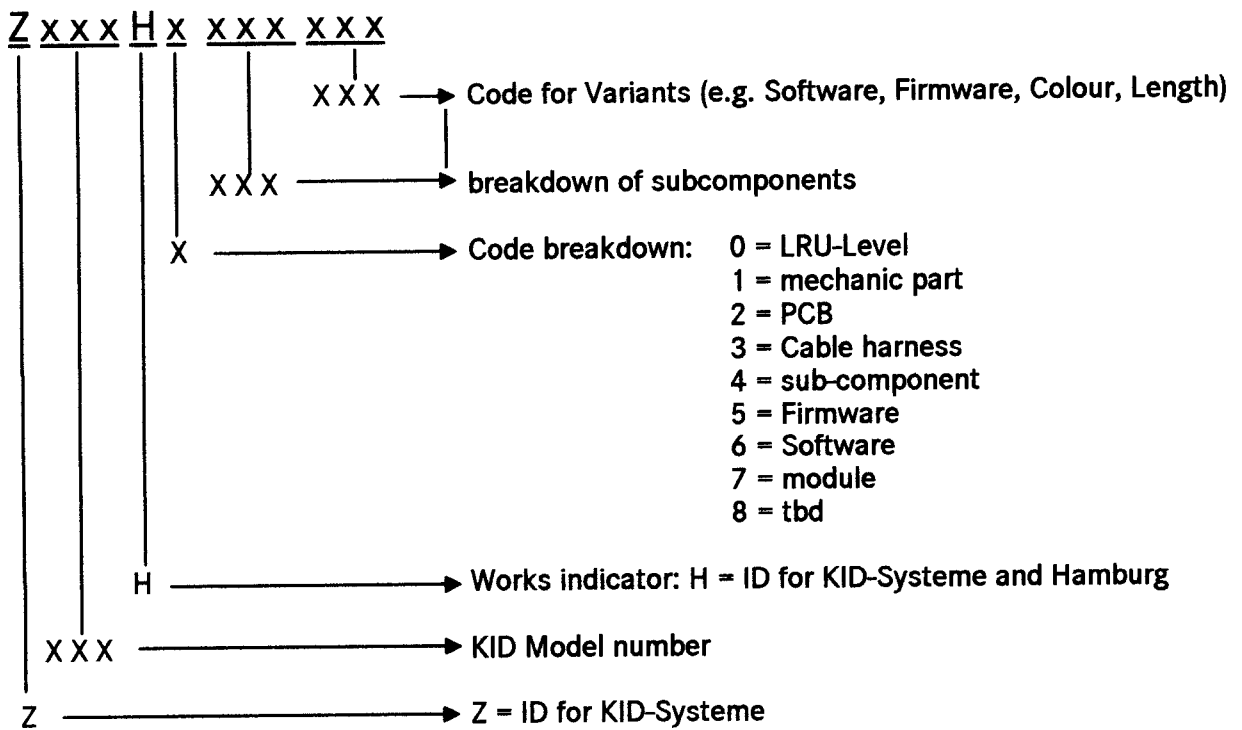 Z x x x H x x x x x x x
X X X Code for Variants (e.g. Software, Firmware, Colour, Length)
X X X breakdown of subcomponents
X Code breakdown: 0 = LRU-Level
1 = mechanic part
2 = PCB
3 = Cable harness
4 = sub-component
5 = Firmware
6 = Software
7 = module
8 = tbd
H Works indicator: H = ID for KID-Systeme and Hamburg
X X X KID Model number
Z Z = ID for KID-Systeme